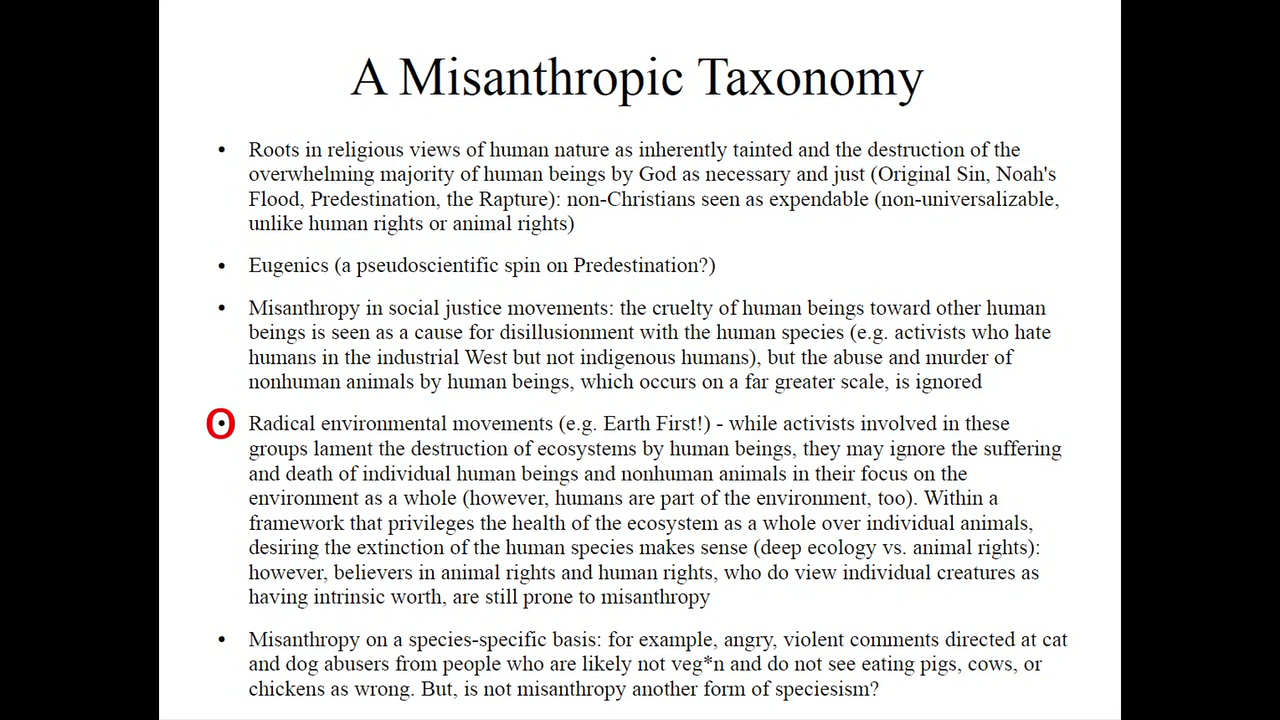 A Misanthropic Taxonomy
• Roots in religious views of human nature as inherently tainted and the destruction of the
overwhelming majority of human beings by God as necessary and just (Original Sin, Noah's
Flood, Predestination, the Rapture): non-Christians seen as expendable (non-universalizable,
unlike human rights or animal rights)
• Eugenics (a pseudoscientific spin on Predestination?)
• Misanthropy in social justice movements: the cruelty of human beings toward other human
beings is seen as a cause for disillusionment with the human species (e.g. activists who hate
humans in the industrial West but not indigenous humans), but the abuse and murder of
nonhuman animals by human beings, which occurs on a far greater scale, is ignored
• Radical environmental movements (e.g. Earth First!) - while activists involved in these
groups lament the destruction of ecosystems by human beings, they may ignore the suffering
and death of individual human beings and nonhuman animals in their focus on the
environment as a whole (however, humans are part of the environment, too). Within a
framework that privileges the health of the ecosystem as a whole over individual animals,
desiring the extinction of the human species makes sense (deep ecology vs. animal rights):
however, believers in animal rights and human rights, who do view individual creatures as
having intrinsic worth, are still prone to misanthropy
• Misanthropy on a species-specific basis: for example, angry, violent comments directed at cat
and dog abusers from people who are likely not veg*n and do not see eating pigs, cows, or
chickens as wrong. But, is not misanthropy another form of speciesism?